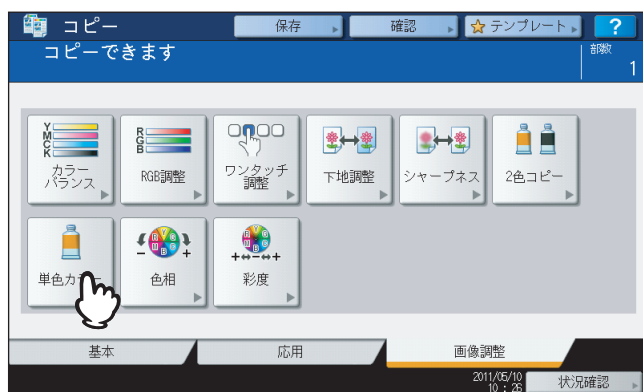 コピー
保存
確認
テンプレート
?
コピーできます
部数
1
Y
M
C
K
カラー
バランス
R
G
B
RGB調整
ワンタッチ
調整
下地調整
シャープネス
2色コピー
単色カラー
色相
彩度
基本
応用
画像調整
2011/05/10
10:26
状況確認